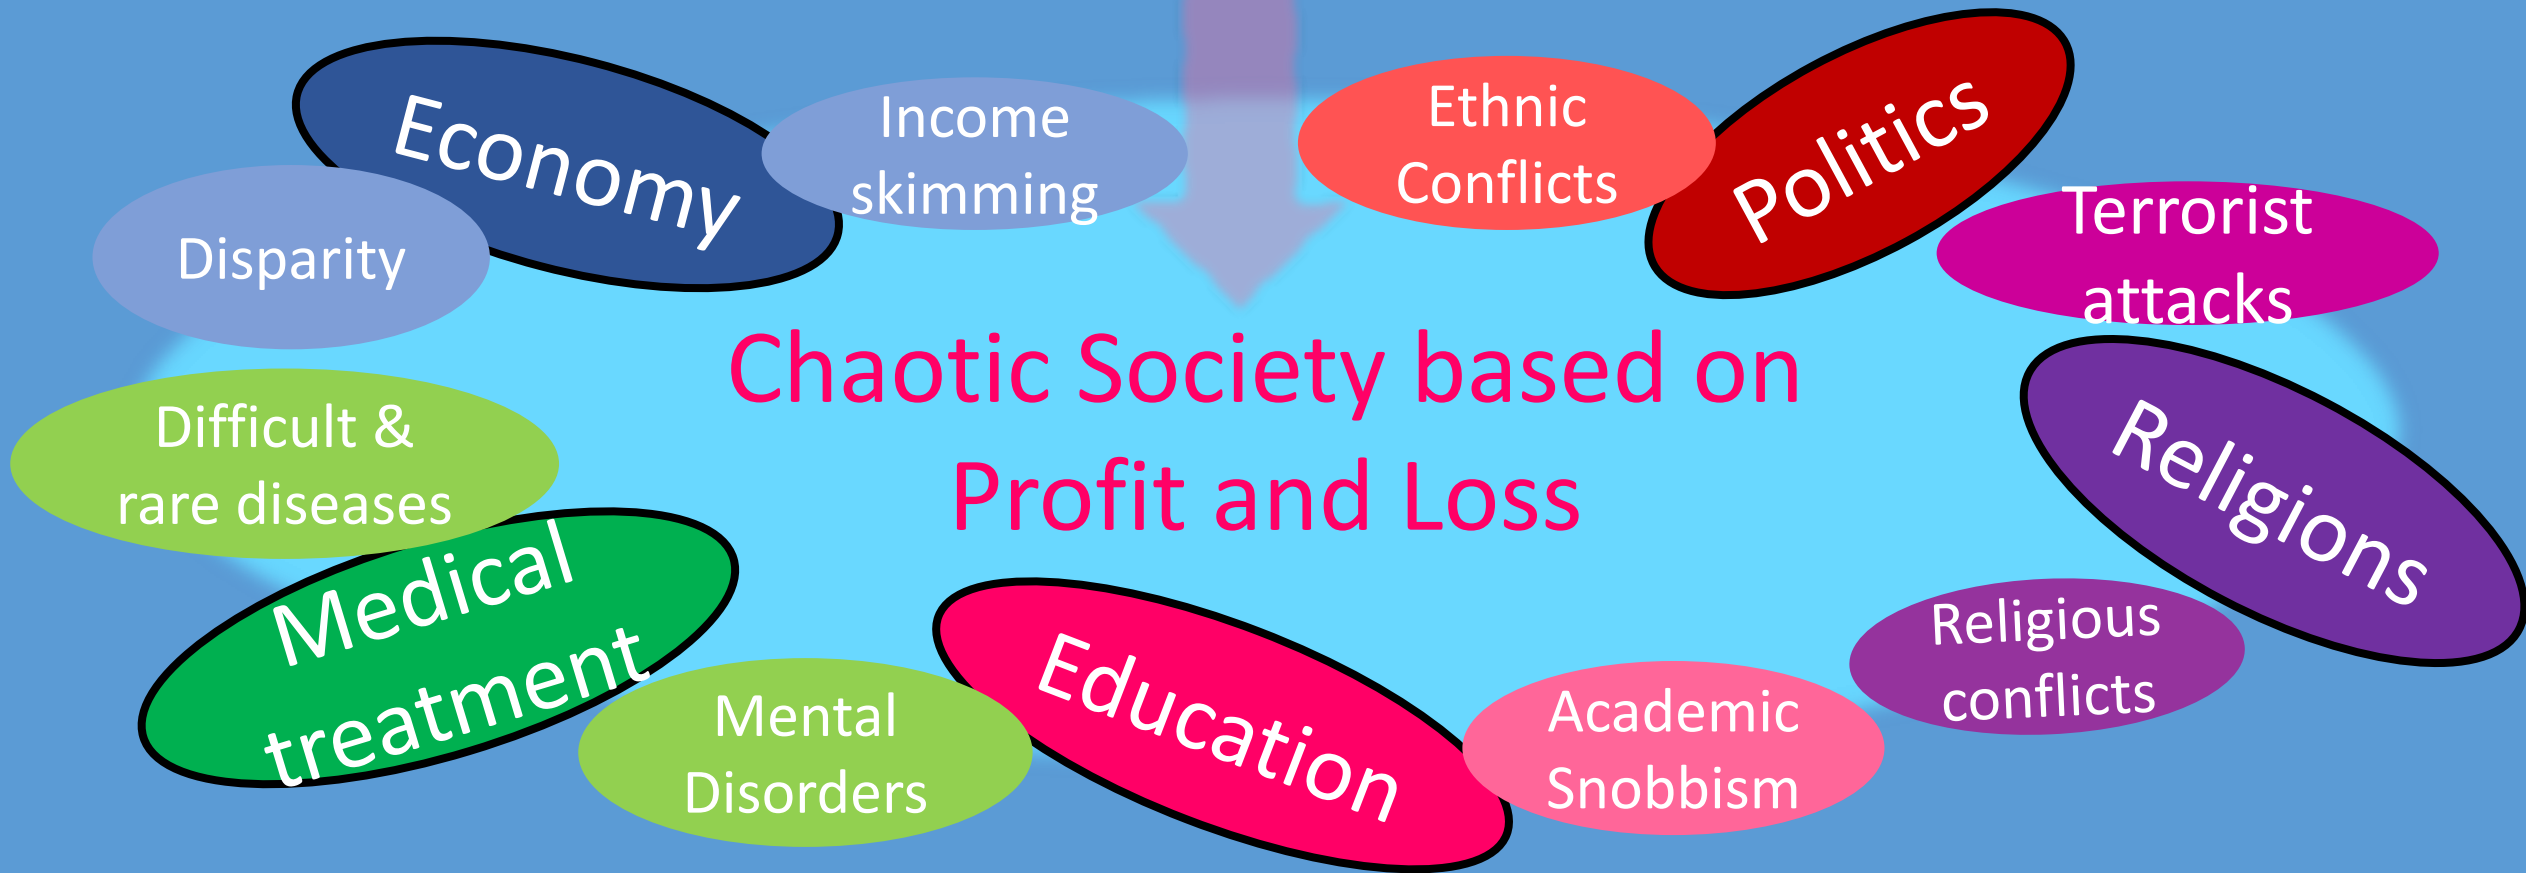 Economy
Income
skimming
Ethnic
Conflicts
Politics
Disparity
Terrorist
attacks
Chaotic Society based on
Profit and Loss
Difficult &
rare diseases
Religions
Medical
treatment
Religious
conflicts
Mental
Disorders
Education
Academic
Snobbism